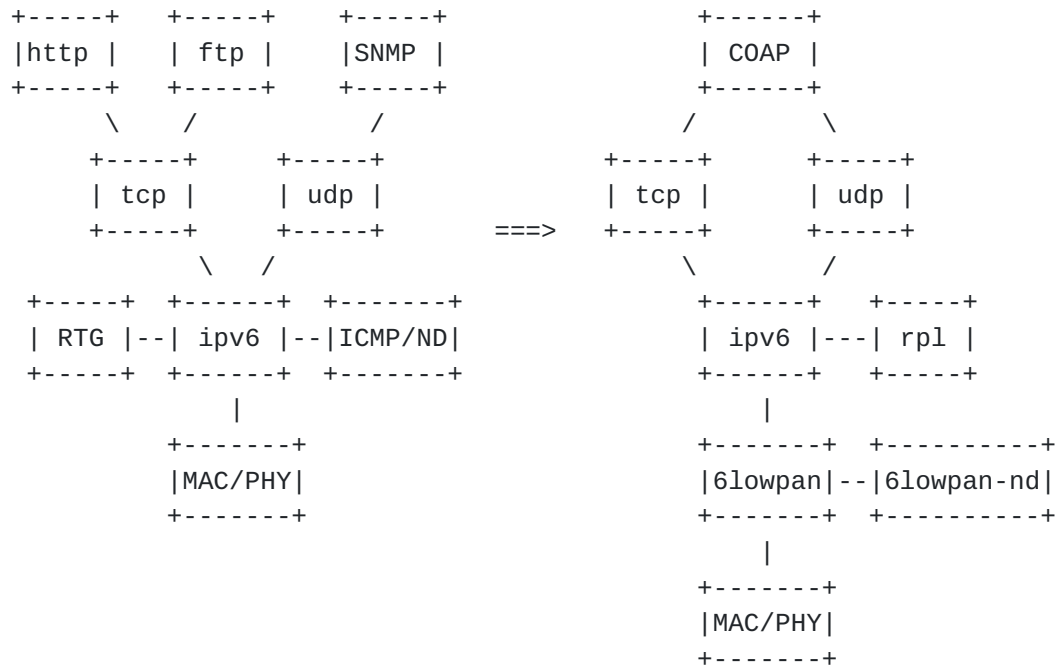 http ftp SNMP COAP
tcp udp tcp udp
===>
RTG -- ipv6 -- ICMP/ND ipv6 --- rpl
MAC/PHY 6lowpan -- 6lowpan-nd
MAC/PHY